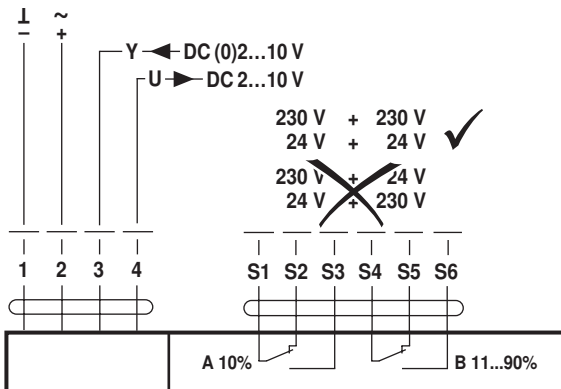 ⊥ ~
– +
Y DC (0)2...10 V
U DC 2...10 V
230 V + 230 V
24 V + 24 V
230 V + 24 V
24 V + 230 V
1 2 3 4 S1 S2 S3 S4 S5 S6
A 10% B 11...90%